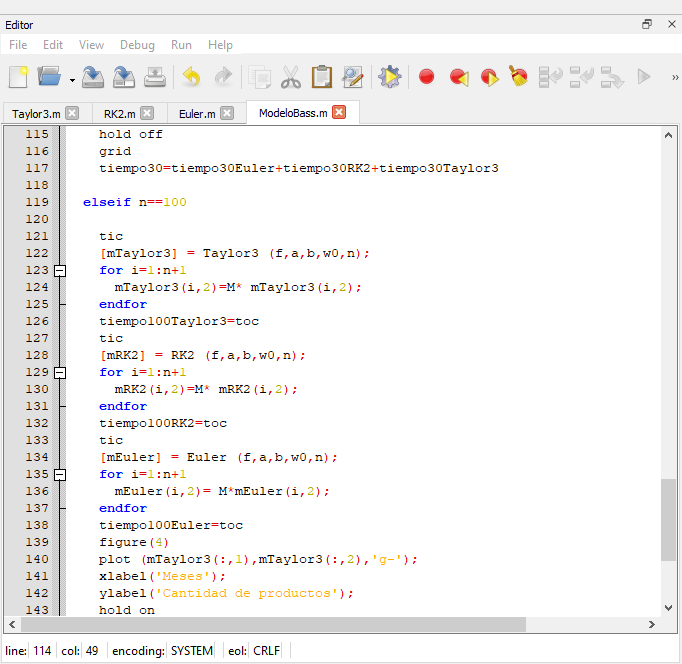 Editor
File Edit View Debug Run Help
Taylor3.m RK2.m Euler.m ModeloBass.m
115 hold off
116 grid
117 tiempo30=tiempo30Euler+tiempo30RK2+tiempo30Taylor3
118
119 elseif n==100
120
121 tic
122 [mTaylor3] = Taylor3 (f,a,b,w0,n);
123 for i=1:n+1
124 mTaylor3(i,2)=M* mTaylor3(i,2);
125 endfor
126 tiempo100Taylor3=toc
127 tic
128 [mRK2] = RK2 (f,a,b,w0,n);
129 for i=1:n+1
130 mRK2(i,2)=M* mRK2(i,2);
131 endfor
132 tiempo100RK2=toc
133 tic
134 [mEuler] = Euler (f,a,b,w0,n);
135 for i=1:n+1
136 mEuler(i,2)= M*mEuler(i,2);
137 endfor
138 tiempo100Euler=toc
139 figure(4)
140 plot (mTaylor3(:,1),mTaylor3(:,2),'g-');
141 xlabel('Meses');
142 ylabel('Cantidad de productos');
143 hold on
line: 114 col: 49 encoding: SYSTEM eol: CRLF